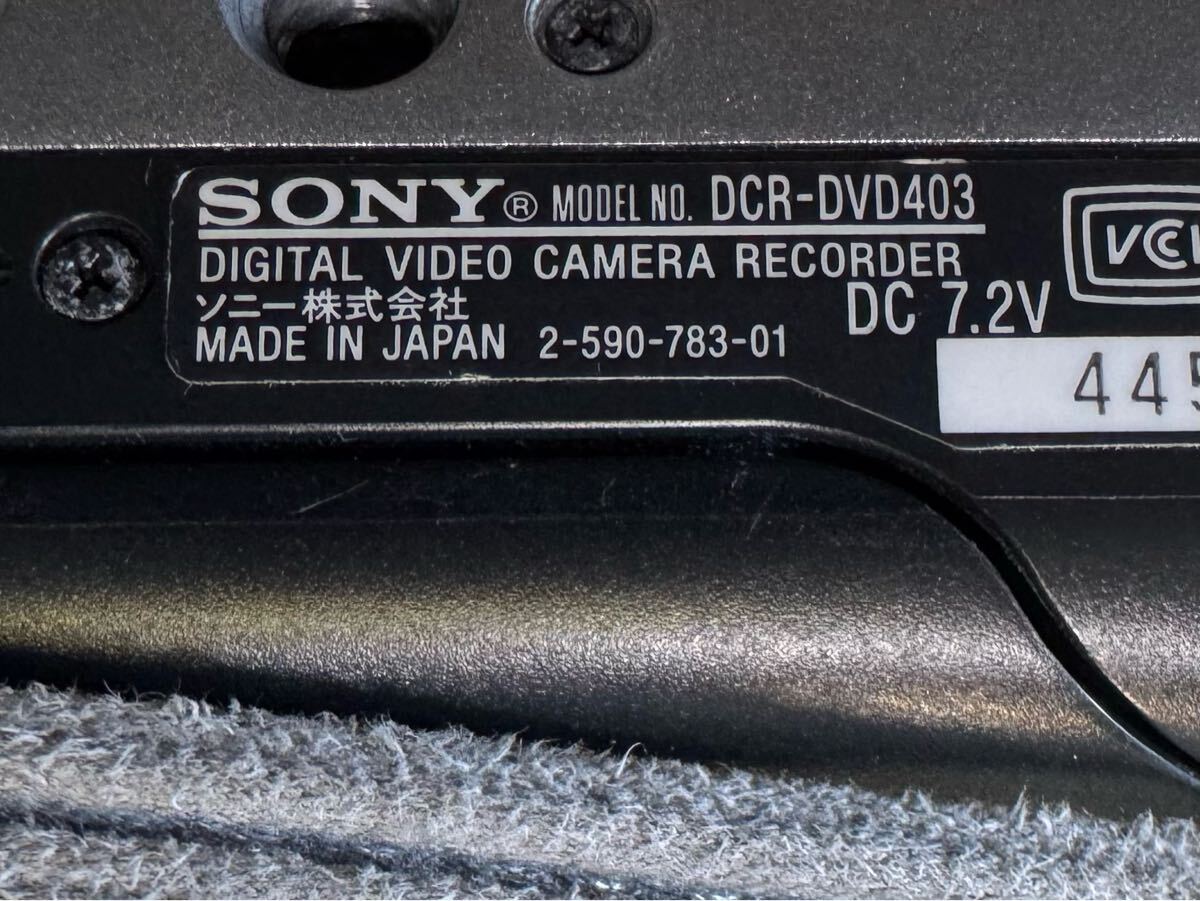 SONY® MODEL NO. DCR-DVD403
DIGITAL VIDEO CAMERA RECORDER
ソニー株式会社
DC 7.2V
MADE IN JAPAN 2-590-783-01